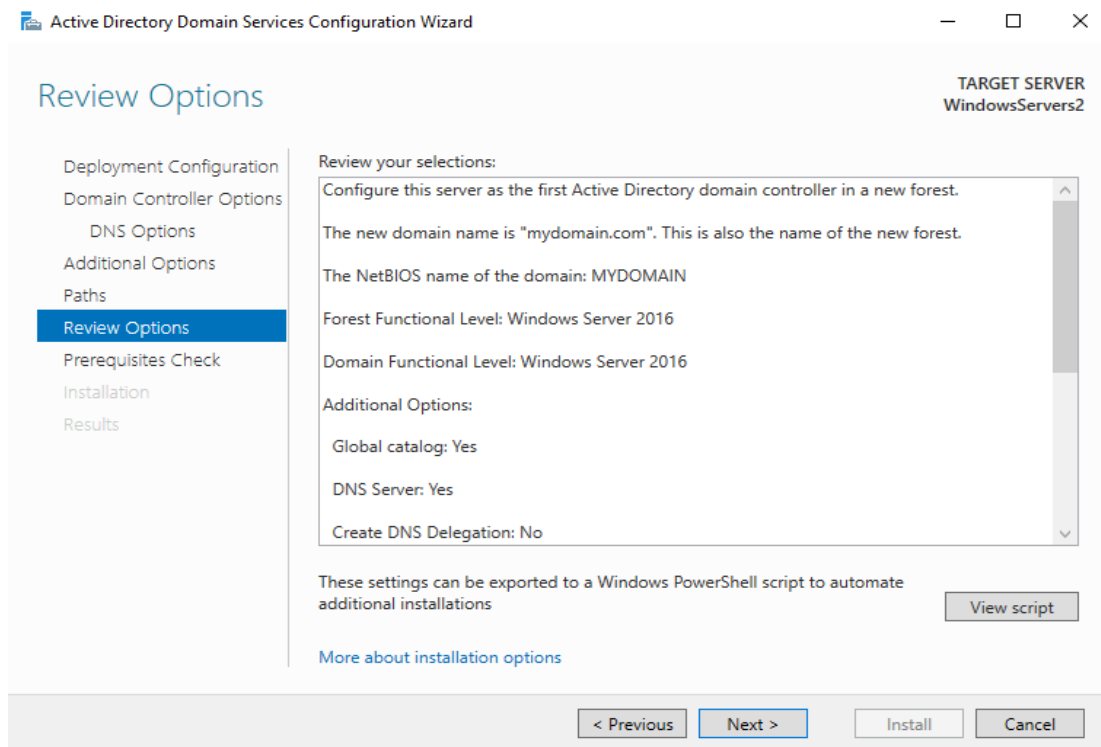 Active Directory Domain Services Configuration Wizard
Review Options
TARGET SERVER
WindowsServers2
Deployment Configuration
Domain Controller Options
DNS Options
Additional Options
Paths
Review Options
Prerequisites Check
Installation
Results
Review your selections:
Configure this server as the first Active Directory domain controller in a new forest.
The new domain name is "mydomain.com". This is also the name of the new forest.
The NetBIOS name of the domain: MYDOMAIN
Forest Functional Level: Windows Server 2016
Domain Functional Level: Windows Server 2016
Additional Options:
Global catalog: Yes
DNS Server: Yes
Create DNS Delegation: No
These settings can be exported to a Windows PowerShell script to automate
additional installations
View script
More about installation options
< Previous
Next >
Install
Cancel